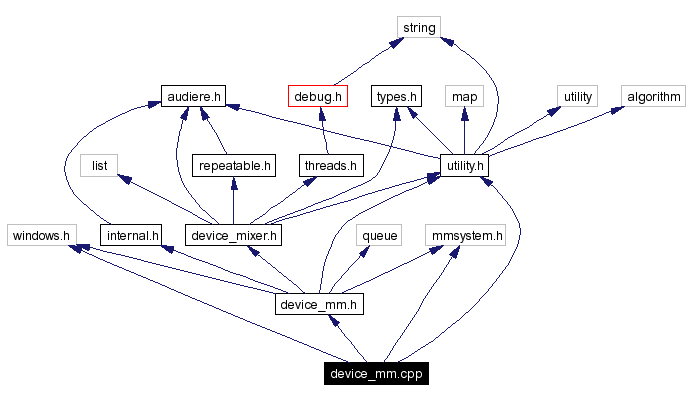 string
audiere.h
debug.h
types.h
map
utility
algorithm
list
repeatable.h
threads.h
utility.h
windows.h
internal.h
device_mixer.h
queue
mmsystem.h
device_mm.h
device_mm.cpp